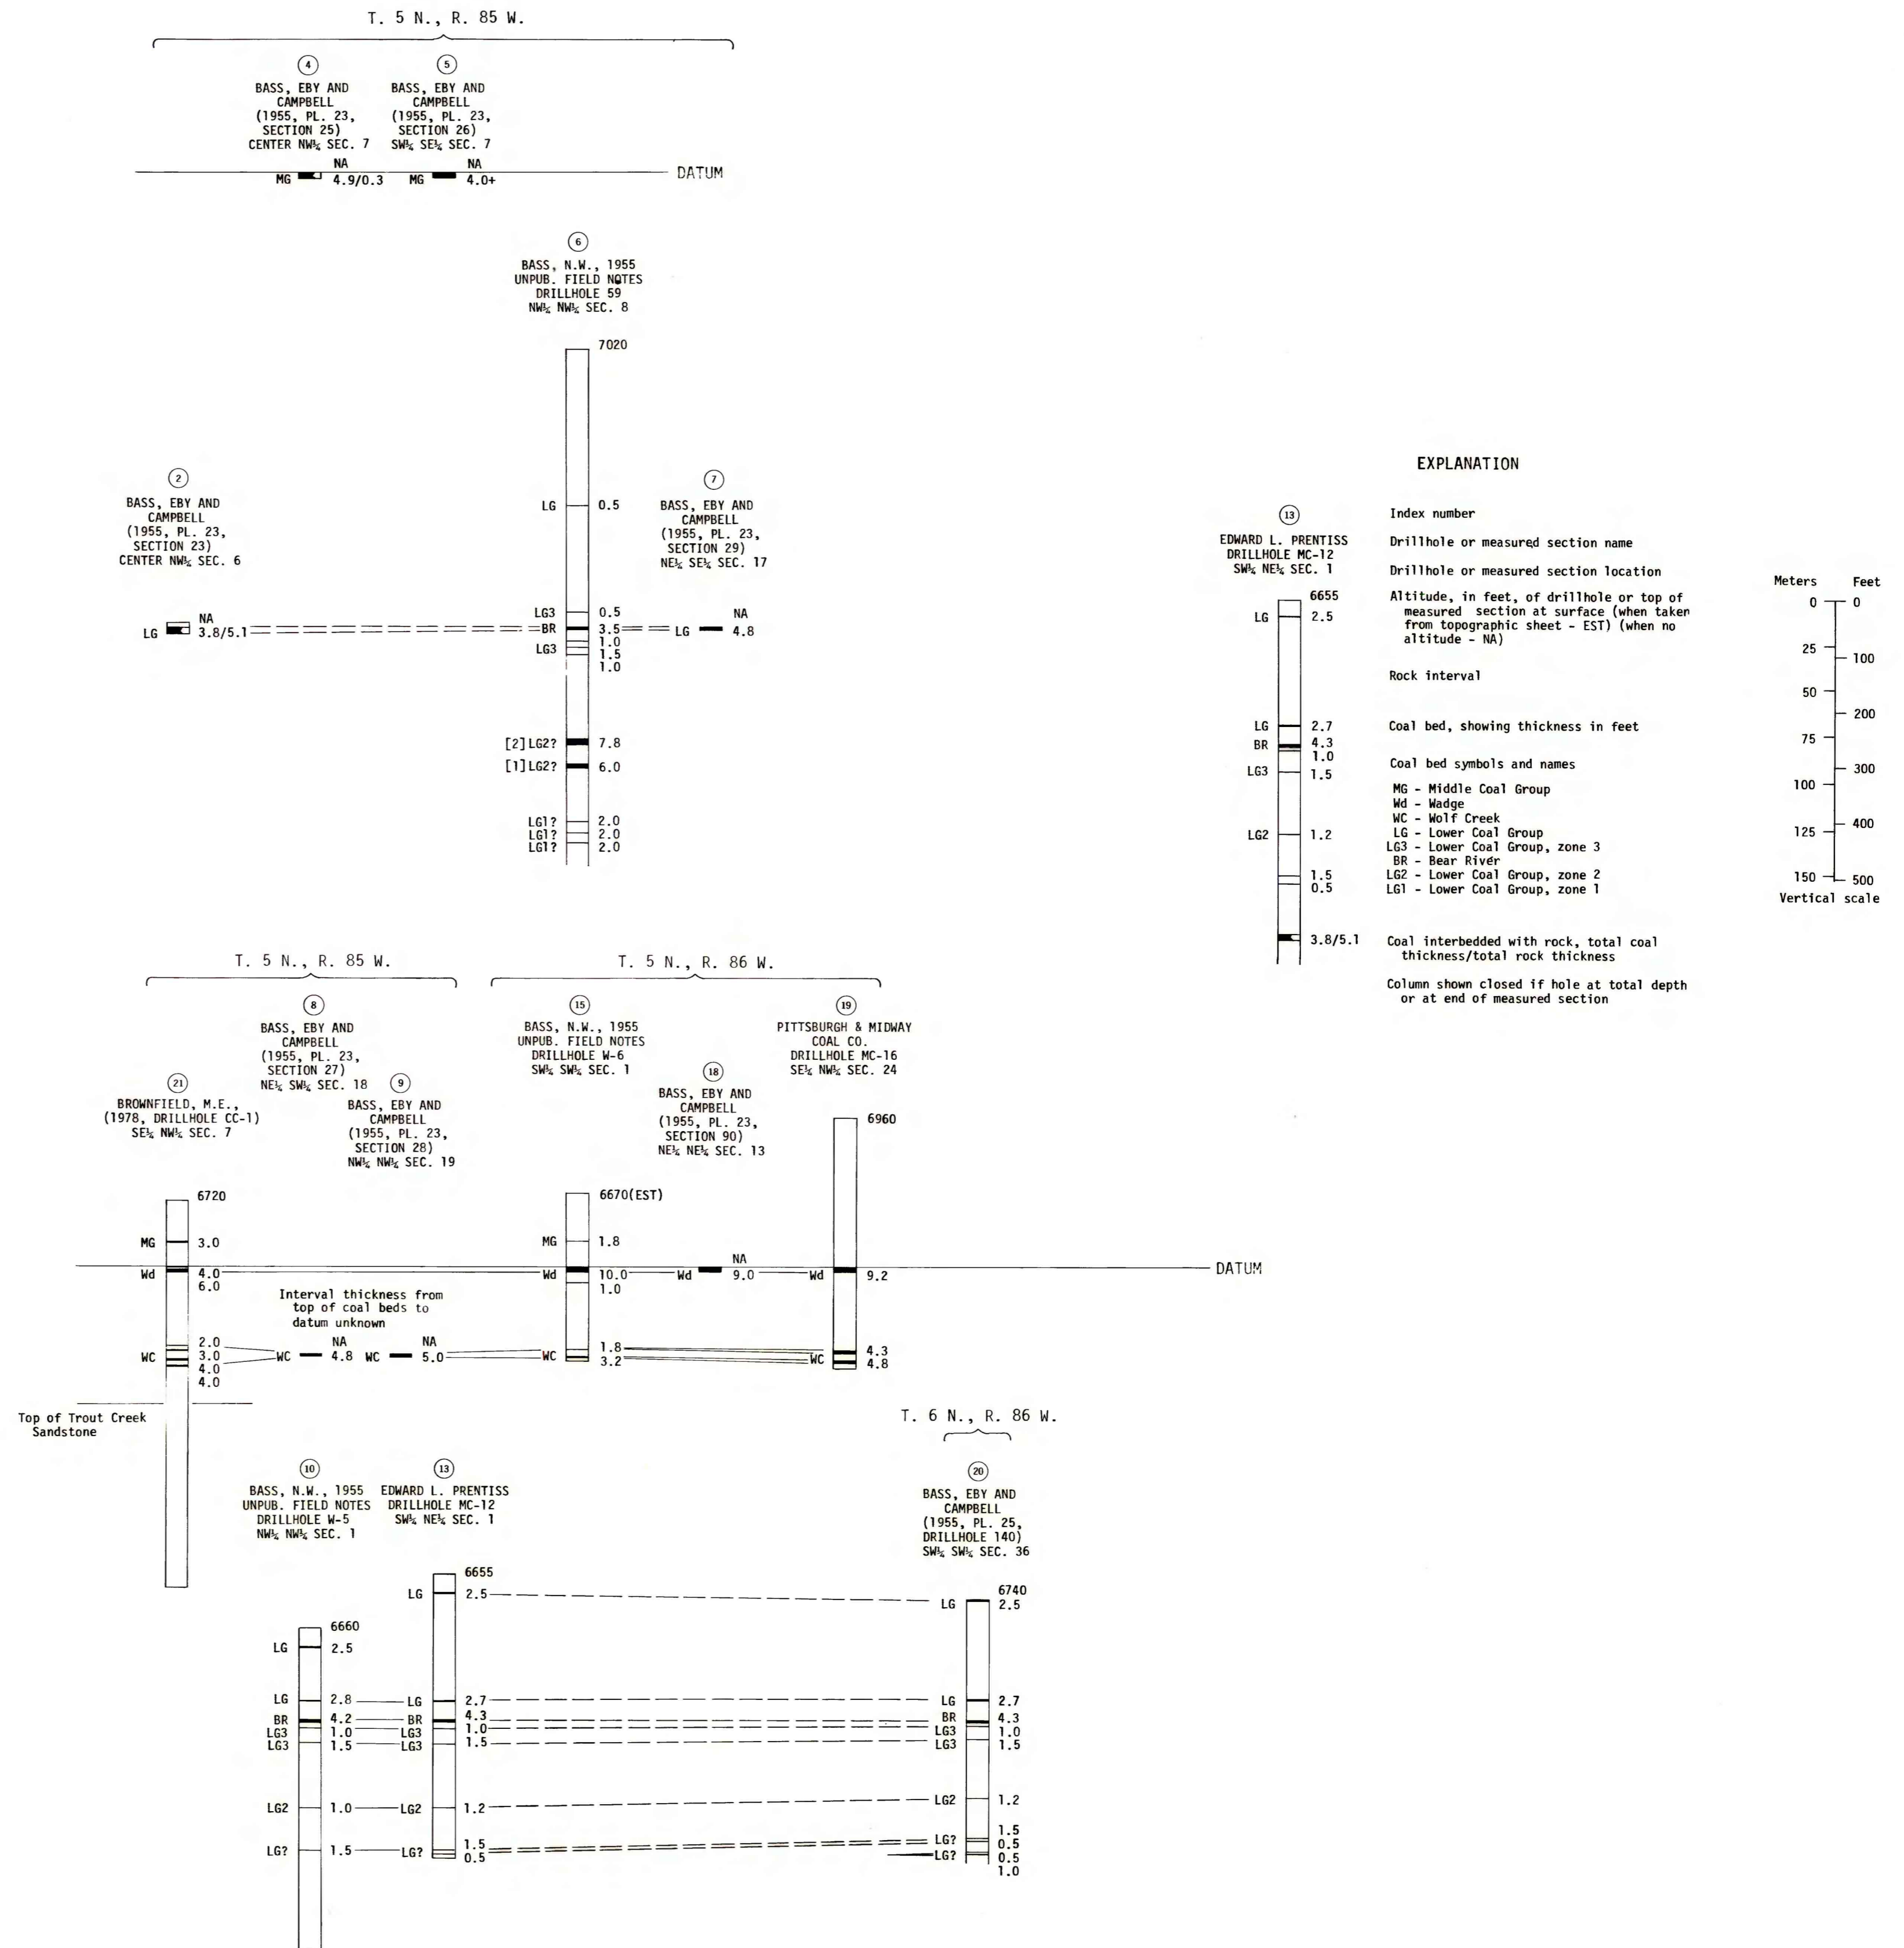 T. 5 N., R. 85 W.
4
BASS, EBY AND
CAMPBELL
(1955, PL. 23,
SECTION 25)
CENTER NW¼ SEC. 7
NA
MG 4.9/0.3
5
BASS, EBY AND
CAMPBELL
(1955, PL. 23,
SECTION 26)
SW¼ SE¼ SEC. 7
NA
MG 4.0+
DATUM
6
BASS, N.W., 1955
UNPUB. FIELD NOTES
DRILLHOLE 59
NW¼ NW¼ SEC. 8
7020
LG 0.5
LG3 0.5
BR 3.5
1.0
LG3 1.5
1.0
[2]LG2? 7.8
[1]LG2? 6.0
LG1? 2.0
LG1? 2.0
LG1? 2.0
2
BASS, EBY AND
CAMPBELL
(1955, PL. 23,
SECTION 23)
CENTER NW¼ SEC. 6
NA
LG 3.8/5.1
7
BASS, EBY AND
CAMPBELL
(1955, PL. 23,
SECTION 29)
NE¼ SE¼ SEC. 17
NA
LG 4.8
EXPLANATION
13
EDWARD L. PRENTISS
DRILLHOLE MC-12
SW¼ NE¼ SEC. 1
6655
LG 2.5
LG 2.7
BR 4.3
1.0
LG3 1.5
LG2 1.2
1.5
0.5
3.8/5.1
Index number
Drillhole or measured section name
Drillhole or measured section location
Altitude, in feet, of drillhole or top of
measured section at surface (when taken
from topographic sheet - EST) (when no
altitude - NA)
Rock interval
Coal bed, showing thickness in feet
Coal bed symbols and names
MG - Middle Coal Group
Wd - Wadge
WC - Wolf Creek
LG - Lower Coal Group
LG3 - Lower Coal Group, zone 3
BR - Bear River
LG2 - Lower Coal Group, zone 2
LG1 - Lower Coal Group, zone 1
Coal interbedded with rock, total coal
thickness/total rock thickness
Column shown closed if hole at total depth
or at end of measured section
Meters Feet
0 0
25
100
50
200
75
300
100
400
125
150 500
Vertical scale
T. 5 N., R. 85 W.
T. 5 N., R. 86 W.
21
BROWNFIELD, M.E.,
(1978, DRILLHOLE CC-1)
SE¼ NW¼ SEC. 7
6720
MG 3.0
Wd 4.0
6.0
2.0
WC 3.0
4.0
4.0
Top of Trout Creek
Sandstone
8
BASS, EBY AND
CAMPBELL
(1955, PL. 23,
SECTION 27)
NE¼ SW¼ SEC. 18
9
BASS, EBY AND
CAMPBELL
(1955, PL. 23,
SECTION 28)
NW¼ NW¼ SEC. 19
Interval thickness from
top of coal beds to
datum unknown
NA NA
WC 4.8 WC 5.0
15
BASS, N.W., 1955
UNPUB. FIELD NOTES
DRILLHOLE W-6
SW¼ SW¼ SEC. 1
6670(EST)
MG 1.8
Wd 10.0
1.0
1.8
WC 3.2
18
BASS, EBY AND
CAMPBELL
(1955, PL. 23,
SECTION 90)
NE¼ NE¼ SEC. 13
NA
Wd 9.0
19
PITTSBURGH & MIDWAY
COAL CO.
DRILLHOLE MC-16
SE¼ NW¼ SEC. 24
6960
Wd 9.2
4.3
WC 4.8
DATUM
10
BASS, N.W., 1955
UNPUB. FIELD NOTES
DRILLHOLE W-5
NW¼ NW¼ SEC. 1
6660
LG 2.5
LG 2.8
BR 4.2
LG3 1.0
LG3 1.5
LG2 1.0
LG? 1.5
13
EDWARD L. PRENTISS
DRILLHOLE MC-12
SW¼ NE¼ SEC. 1
6655
LG 2.5
LG 2.7
BR 4.3
LG3 1.0
LG3 1.5
LG2 1.2
LG? 1.5
0.5
T. 6 N., R. 86 W.
20
BASS, EBY AND
CAMPBELL
(1955, PL. 25,
DRILLHOLE 140)
SW¼ SW¼ SEC. 36
6740
LG 2.5
LG 2.7
BR 4.3
LG3 1.0
LG3 1.5
LG2 1.2
1.5
LG? 0.5
LG? 0.5
1.0